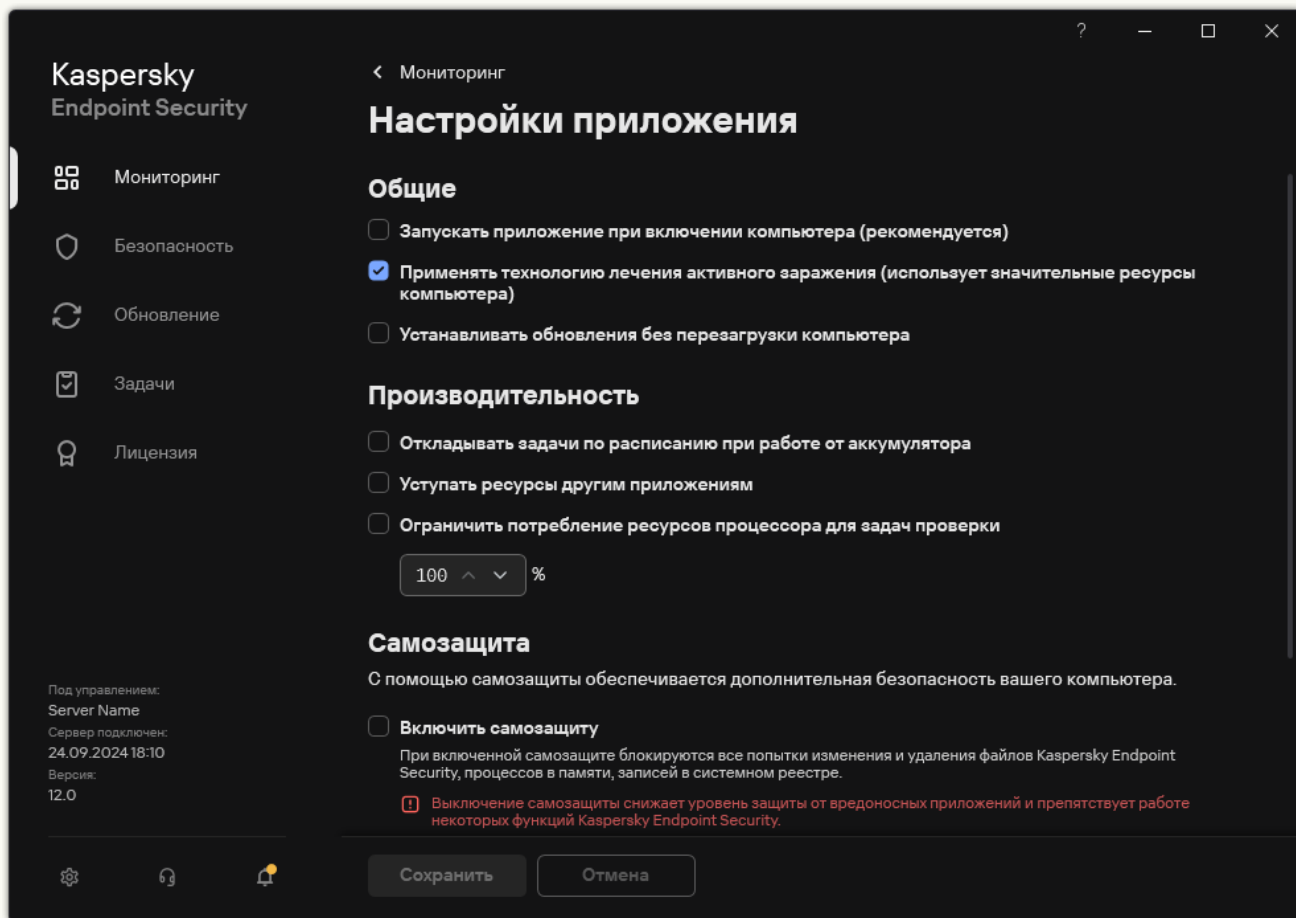 ?
Kaspersky
Endpoint Security
Мониторинг
Безопасность
Обновление
Задачи
Лицензия
Под управлением:
Server Name
Сервер подключен:
24.09.2024 18:10
Версия:
12.0
Мониторинг
Настройки приложения
Общие
Запускать приложение при включении компьютера (рекомендуется)
Применять технологию лечения активного заражения (использует значительные ресурсы
компьютера)
Устанавливать обновления без перезагрузки компьютера
Производительность
Откладывать задачи по расписанию при работе от аккумулятора
Уступать ресурсы другим приложениям
Ограничить потребление ресурсов процессора для задач проверки
100 %
Самозащита
С помощью самозащиты обеспечивается дополнительная безопасность вашего компьютера.
Включить самозащиту
При включенной самозащите блокируются все попытки изменения и удаления файлов Kaspersky Endpoint
Security, процессов в памяти, записей в системном реестре.
Выключение самозащиты снижает уровень защиты от вредоносных приложений и препятствует работе
некоторых функций Kaspersky Endpoint Security.
Сохранить
Отмена